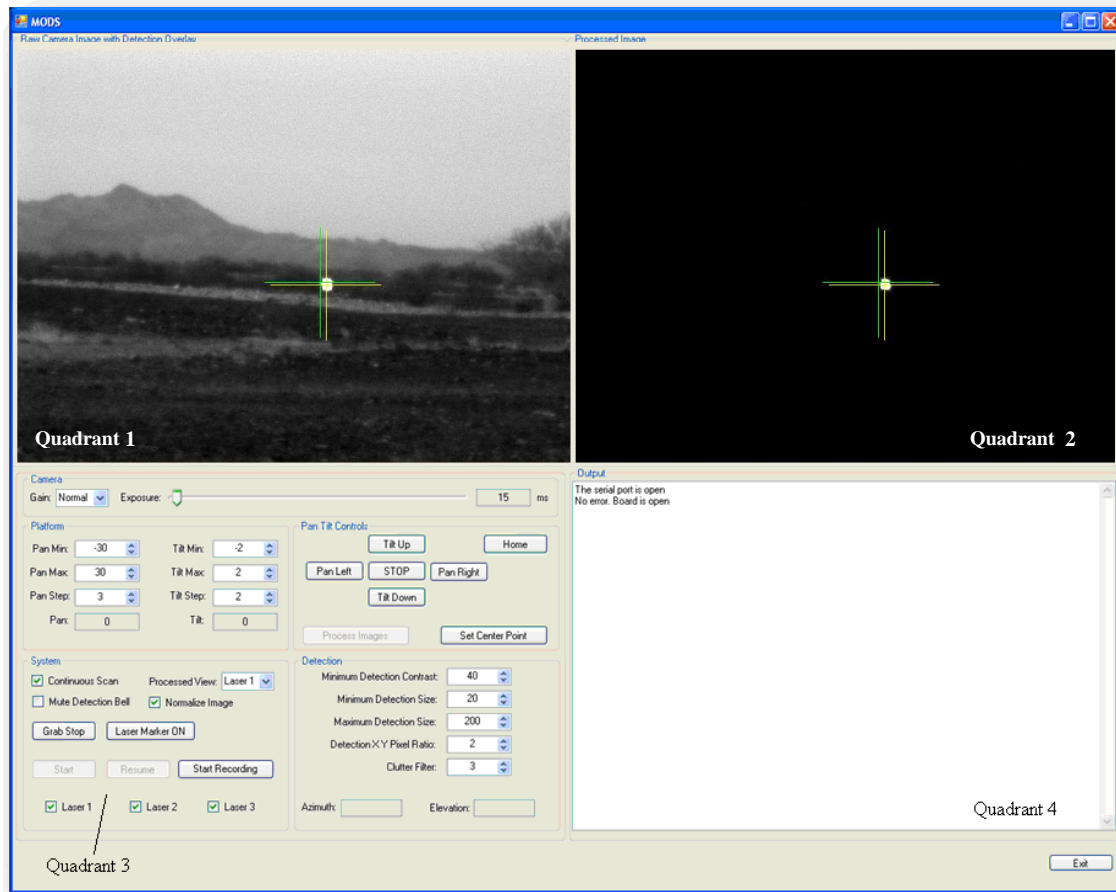 MODS
Raw Camera Image with Detection Overlay
Processed Image
Quadrant 1
Quadrant 2
Camera
Gain: Normal Exposure: 15 ms
Platform
Pan Min: -30 Tilt Min: -2
Pan Max: 30 Tilt Max: 2
Pan Step: 3 Tilt Step: 2
Pan: 0 Tilt: 0
Pan Tilt Controls
Tilt Up Home
Pan Left STOP Pan Right
Tilt Down
Process Images Set Center Point
System
Continuous Scan Processed View: Laser 1
Mute Detection Bell Normalize Image
Grab Stop Laser Marker ON
Start Resume Start Recording
Laser 1 Laser 2 Laser 3
Quadrant 3
Detection
Minimum Detection Contrast: 40
Minimum Detection Size: 20
Maximum Detection Size: 200
Detection X Y Pixel Ratio: 2
Clutter Filter: 3
Azimuth: Elevation:
Output
The serial port is open
No error. Board is open
Quadrant 4
Exit